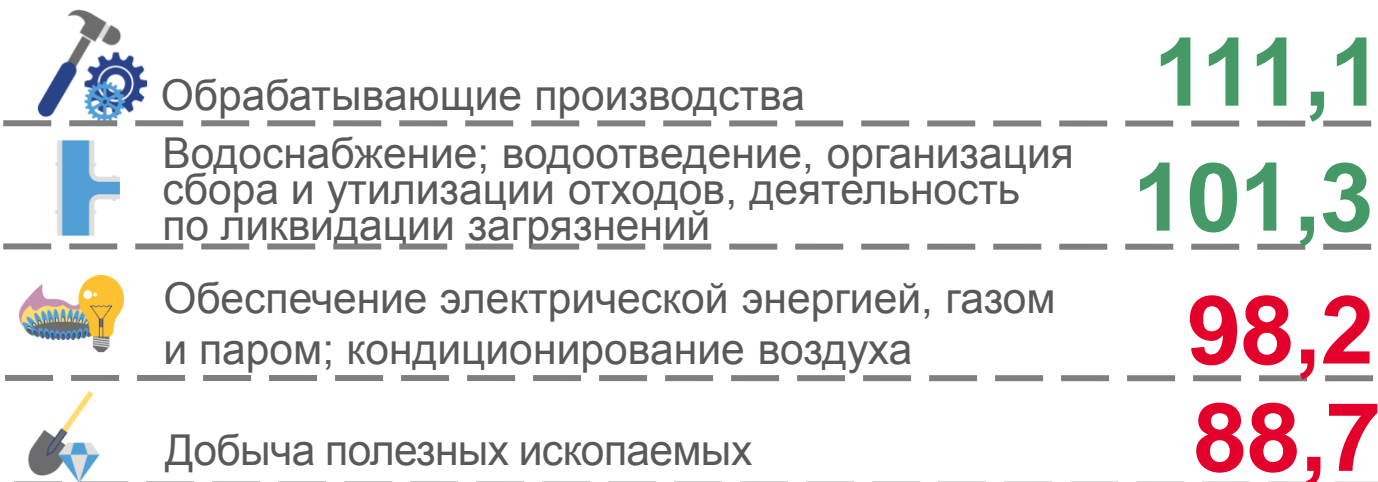 Обрабатывающие производства 111,1
Водоснабжение; водоотведение, организация
сбора и утилизации отходов, деятельность 101,3
по ликвидации загрязнений
Обеспечение электрической энергией, газом
и паром; кондиционирование воздуха 98,2
Добыча полезных ископаемых 88,7